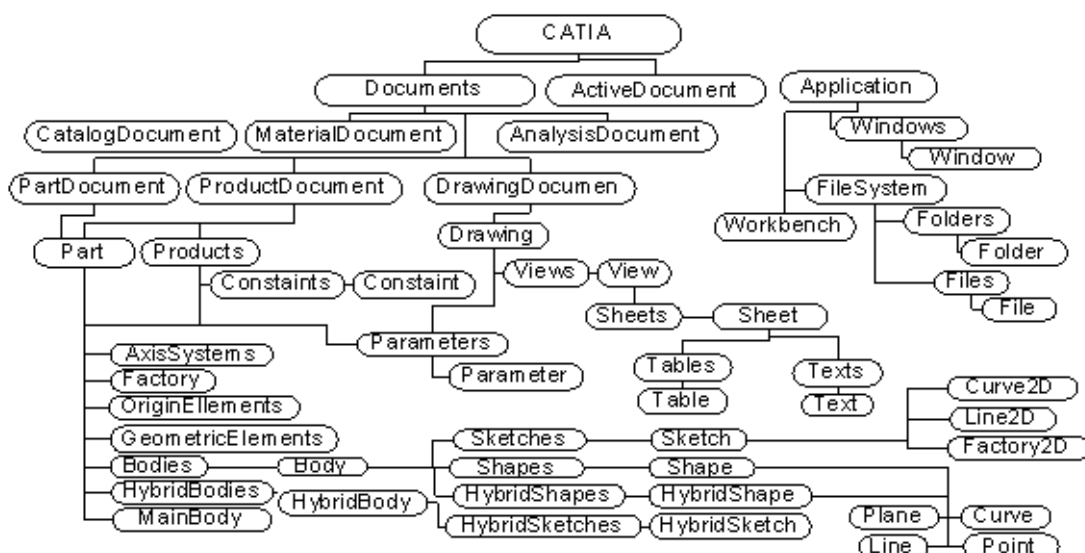 CATIA
Documents ActiveDocument Application
CatalogDocument MaterialDocument AnalysisDocument Windows
Window
PartDocument ProductDocument DrawingDocumen FileSystem
Workbench Folders
Part Products Drawing Folder
Constaints Constraint Views View Files
Sheets Sheet File
AxisSystems Parameters
Factory Parameter Tables Texts
OriginEllements Table Text Curve2D
GeometricElements Sketches Sketch Line2D
Factory2D
Bodies Body Shapes Shape
HybridBodies HybridBody HybridShapes HybridShape
MainBody HybridSketches HybridSketch Plane Curve
Line Point